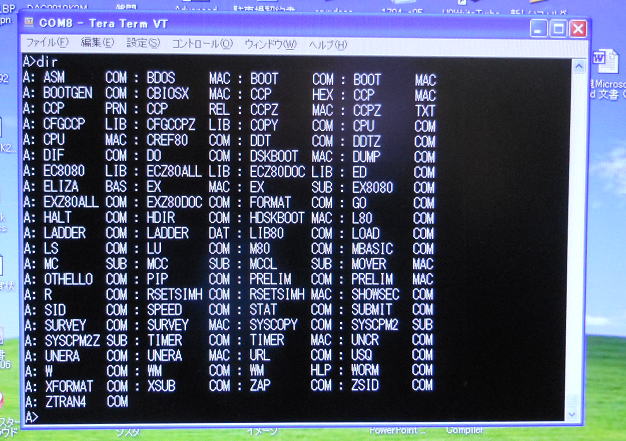 COM8 - Tera Term VT
ファイル(F) 編集(E) 設定(S) コントロール(O) ウィンドウ(W) ヘルプ(H)
A>dir
A: ASM COM : BDOS MAC : BOOT COM : BOOT MAC
A: BOOTGEN COM : CBIOSX MAC : CCP HEX : CCP MAC
A: CCP PRN : CCP REL : CCPZ MAC : CCPZ TXT
A: CFGCCP LIB : CFGCCPZ LIB : COPY COM : CPU COM
A: CPU MAC : CREF80 COM : DDT COM : DDTZ COM
A: DIF COM : DO COM : DSKBOOT MAC : DUMP COM
A: EC8080 LIB : ECZ80ALL LIB : ECZ80DOC LIB : ED COM
A: ELIZA BAS : EX MAC : EX SUB : EX8080 COM
A: EXZ80ALL COM : EXZ80DOC COM : FORMAT COM : GO COM
A: HALT COM : HDIR COM : HDSKBOOT MAC : L80 COM
A: LADDER COM : LADDER DAT : LIB80 COM : LOAD COM
A: LS COM : LU COM : M80 COM : MBASIC COM
A: MC SUB : MCC SUB : MCCL SUB : MOVER MAC
A: OTHELLO COM : PIP COM : PRELIM COM : PRELIM MAC
A: R COM : RSETSIMH COM : RSETSIMH MAC : SHOWSEC COM
A: SID COM : SPEED COM : STAT COM : SUBMIT COM
A: SURVEY COM : SURVEY MAC : SYSCOPY COM : SYSCPM2 SUB
A: SYSCPM2Z SUB : TIMER COM : TIMER MAC : UNCR COM
A: UNERA COM : UNERA MAC : URL COM : USQ COM
A: W COM : WM COM : WM HLP : WORM COM
A: XFORMAT COM : XSUB COM : ZAP COM : ZSID COM
A: ZTRAN4 COM
A>